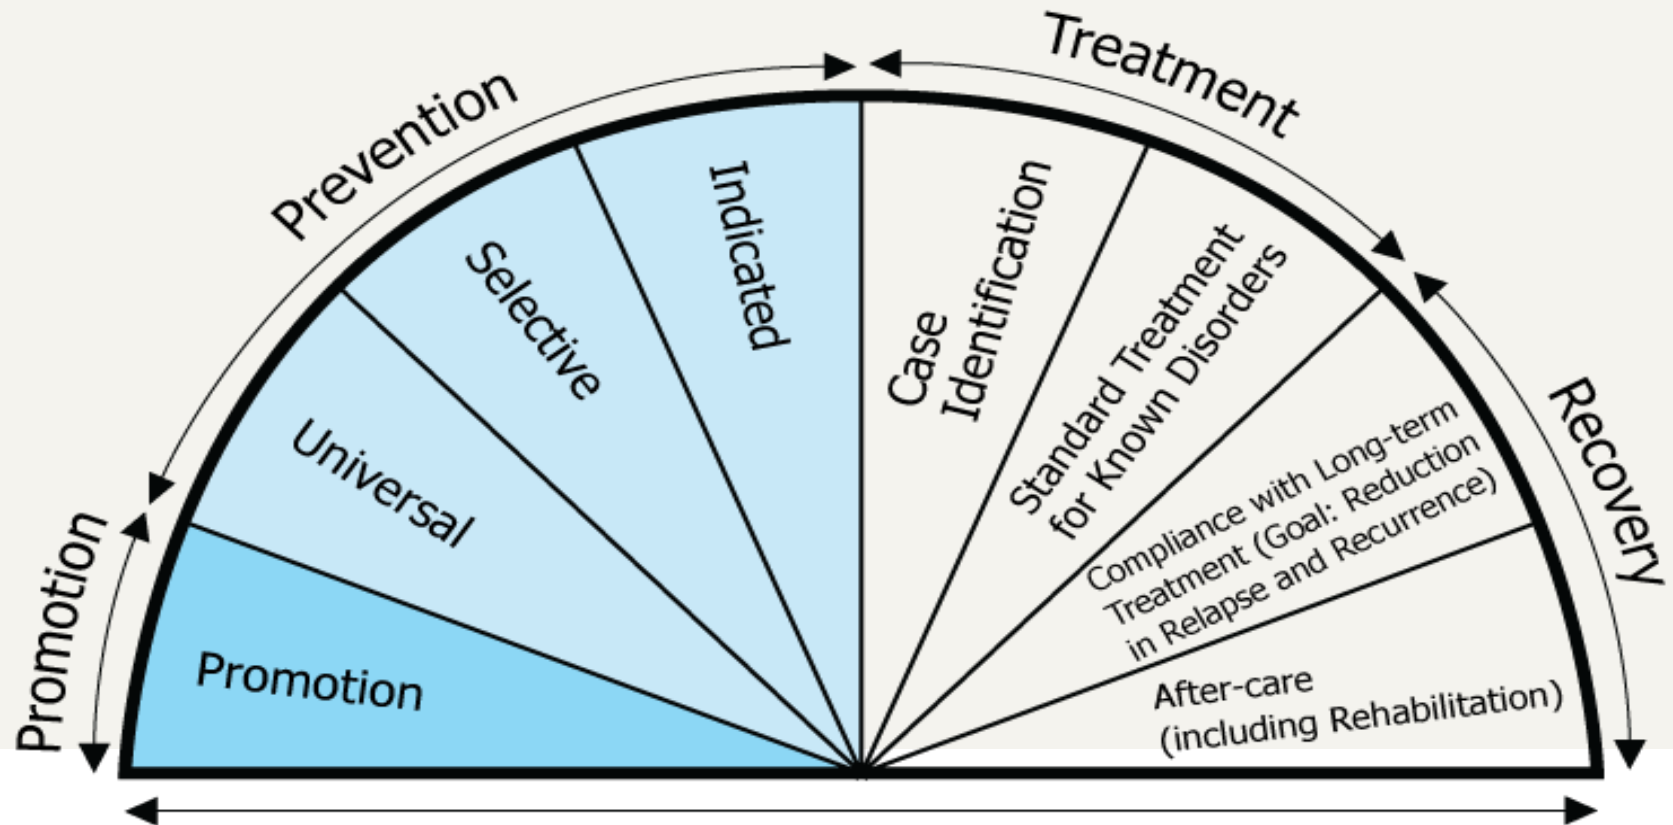 Promotion
Prevention
Treatment
Recovery
Promotion
Universal
Selective
Indicated
Case
Identification
Standard Treatment
for Known Disorders
Compliance with Long-term
Treatment (Goal: Reduction
in Relapse and Recurrence)
After-care
(including Rehabilitation)